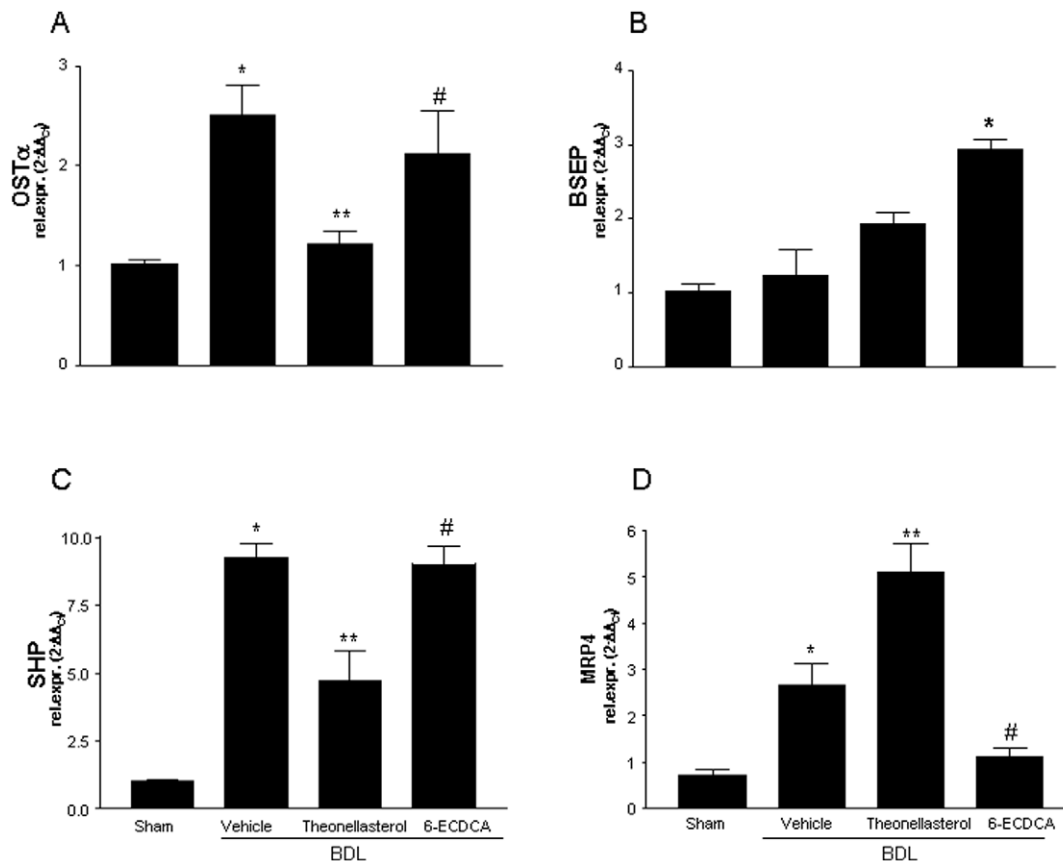 A
OSTα
rel.expr. (2-ΔΔCt)
3
2
1
0
*
**
#
B
BSEP
rel.expr. (2-ΔΔCt)
4
3
2
1
0
*
C
SHP
rel.expr. (2-ΔΔCt)
10.0
7.5
5.0
2.5
0.0
*
**
#
Sham Vehicle Theonellasterol 6-ECDCA
BDL
D
MRP4
rel.expr. (2-ΔΔCt)
6
5
4
3
2
1
0
*
**
#
Sham Vehicle Theonellasterol 6-ECDCA
BDL